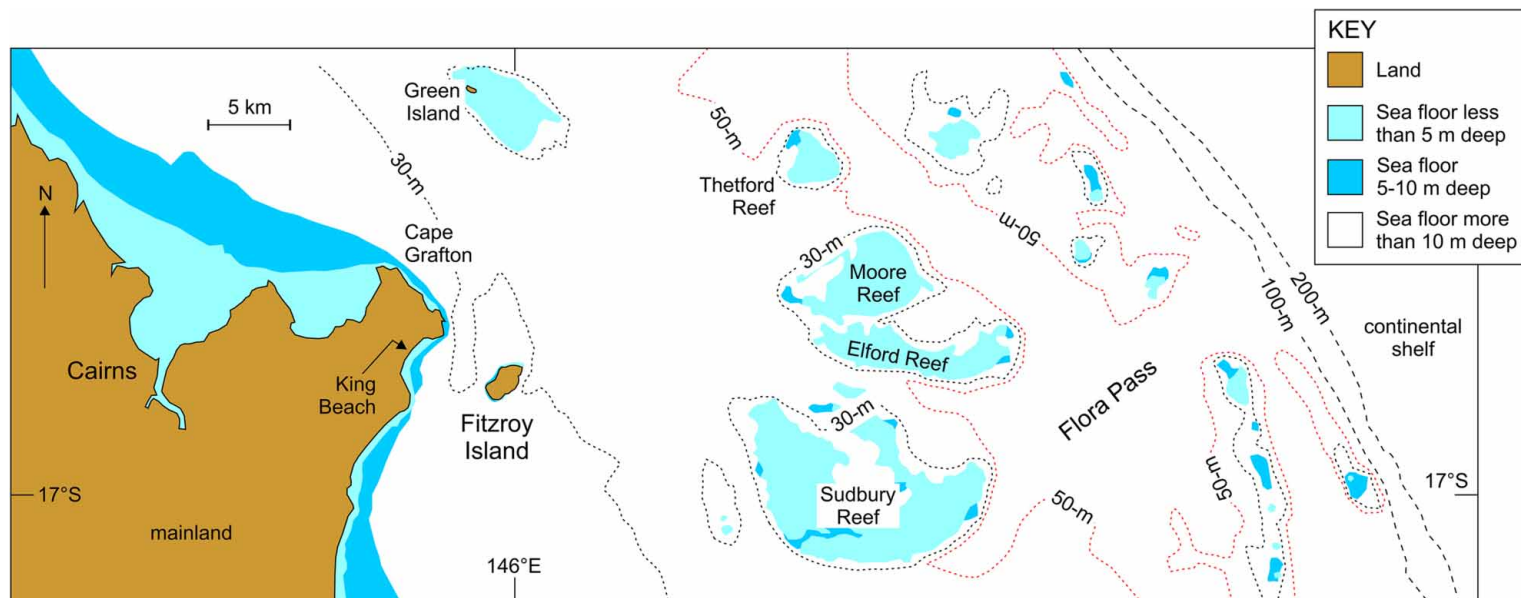 KEY
Land
Sea floor less
than 5 m deep
Sea floor
5-10 m deep
Sea floor more
than 10 m deep
Green
Island
5 km
N
30-m
50-m
Thetford
Reef
50-m
Cape
Grafton
30-m
Moore
Reef
100-m
200-m
continental
shelf
Elford Reef
Cairns
King
Beach
Fitzroy
Island
30-m
Flora Pass
50-m
17°S
17°S
Sudbury
Reef
50-m
mainland
146°E